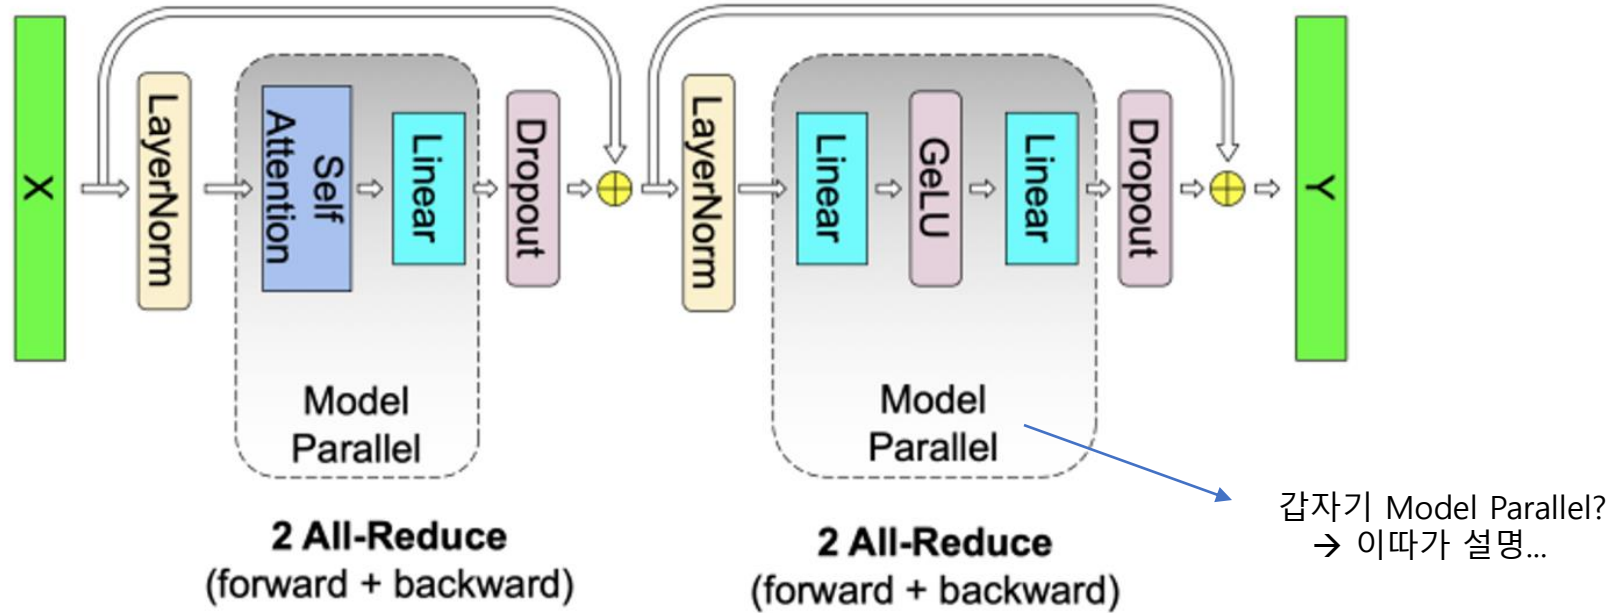 X
LayerNorm
Self
Attention
Linear
Dropout
LayerNorm
Linear
GeLU
Linear
Dropout
Y
Model
Parallel
Model
Parallel
2 All-Reduce
(forward + backward)
2 All-Reduce
(forward + backward)
갑자기 Model Parallel?
→ 이따가 설명...